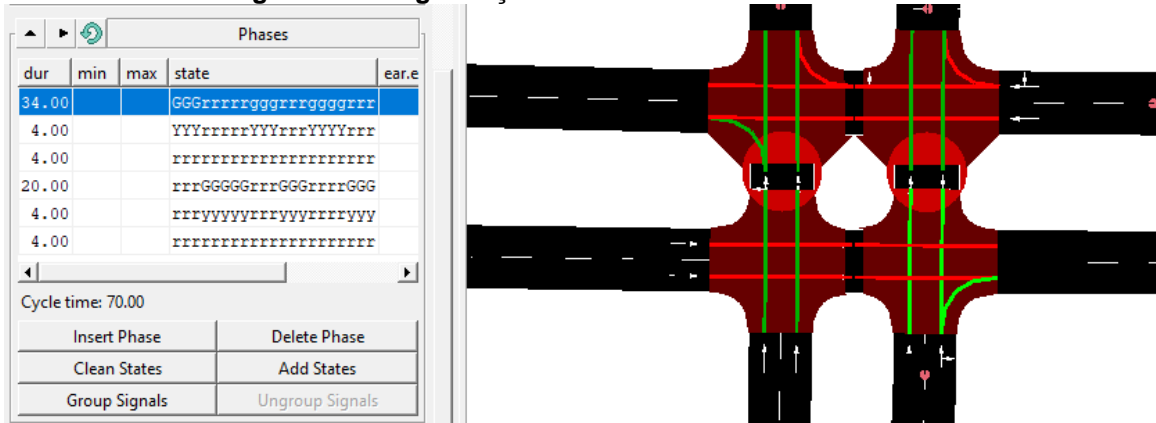 Phases
dur min max state ear.e
34.00 GGGrrrrrgggrrrggggrrr
4.00 YYYrrrrrYYYrrrYYYYrrr
4.00 rrrrrrrrrrrrrrrrrrrrr
20.00 rrrGGGGGrrrGGGrrrrGGG
4.00 rrryyyyyrrryyyrrrryyy
4.00 rrrrrrrrrrrrrrrrrrrrr
Cycle time: 70.00
Insert Phase Delete Phase
Clean States Add States
Group Signals Ungroup Signals